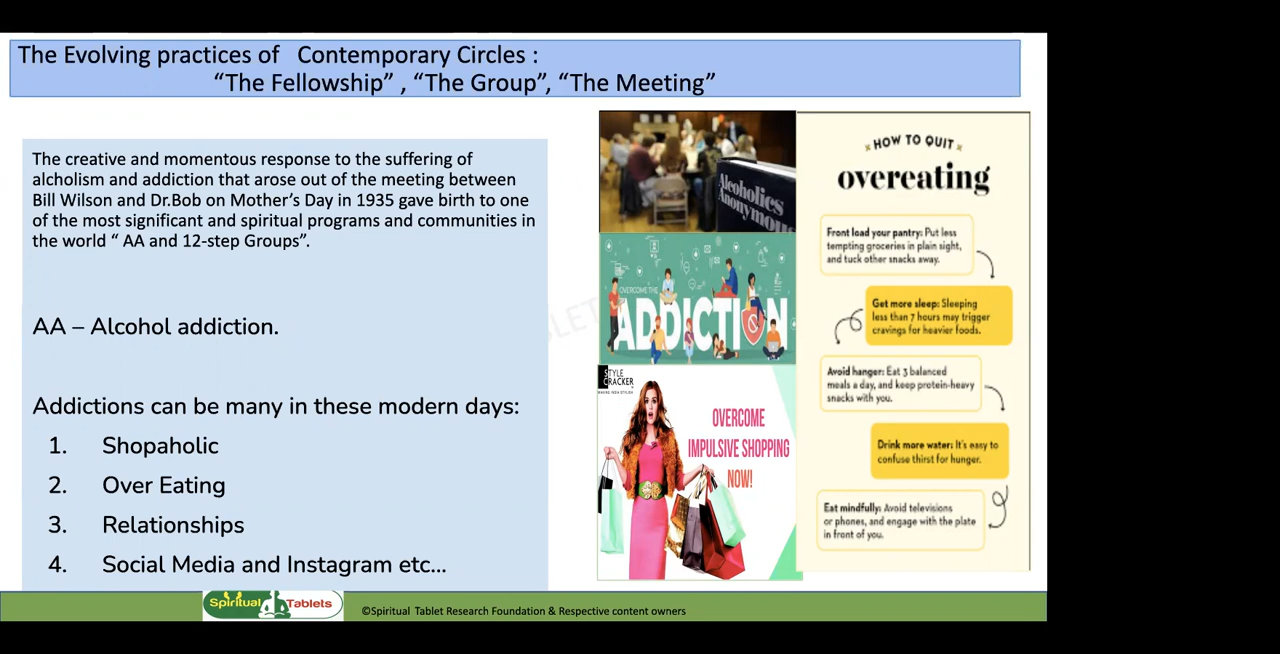 The Evolving practices of Contemporary Circles :
“The Fellowship” , “The Group”, “The Meeting”
The creative and momentous response to the suffering of
alcholism and addiction that arose out of the meeting between
Bill Wilson and Dr.Bob on Mother’s Day in 1935 gave birth to one
of the most significant and spiritual programs and communities in
the world “ AA and 12-step Groups”.
AA – Alcohol addiction.
Addictions can be many in these modern days:
1. Shopaholic
2. Over Eating
3. Relationships
4. Social Media and Instagram etc...
Alcoholics
Anonymous
OVERCOME THE
ADDICTION
STYLE
CRACKER
OVERCOME
IMPULSIVE SHOPPING
NOW!
HOW TO QUIT
overeating
Front load your pantry: Put less
tempting groceries in plain sight,
and tuck other snacks away.
Get more sleep: Sleeping
less than 7 hours may trigger
cravings for heavier foods.
Avoid hanger: Eat 3 balanced
meals a day, and keep protein-heavy
snacks with you.
Drink more water: It's easy to
confuse thirst for hunger.
Eat mindfully: Avoid televisions
or phones, and engage with the plate
in front of you.
Spiritual Tablets
©Spiritual Tablet Research Foundation & Respective content owners